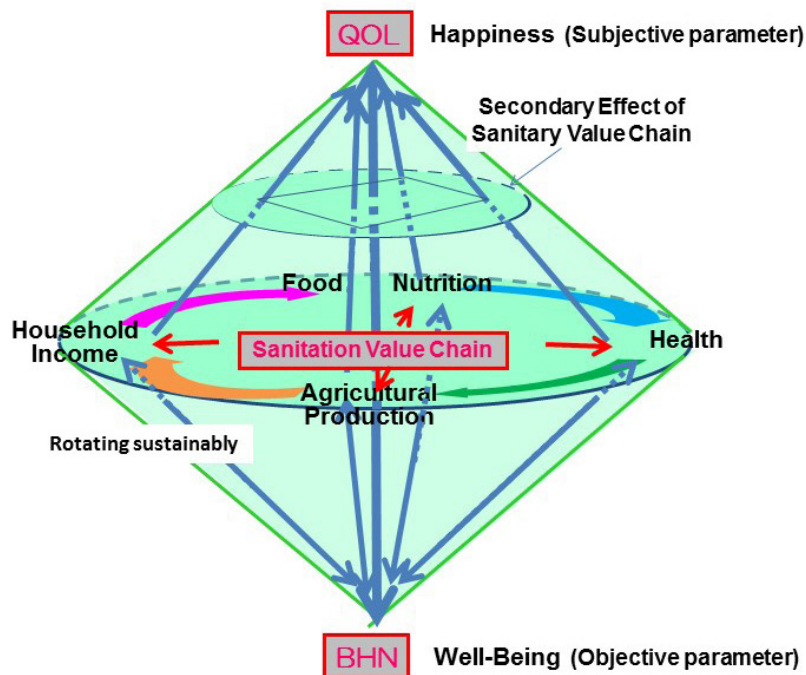 QOL Happiness (Subjective parameter)
Secondary Effect of
Sanitary Value Chain
Food Nutrition
Household
Income
Sanitation Value Chain
Health
Agricultural
Production
Rotating sustainably
BHN Well-Being (Objective parameter)